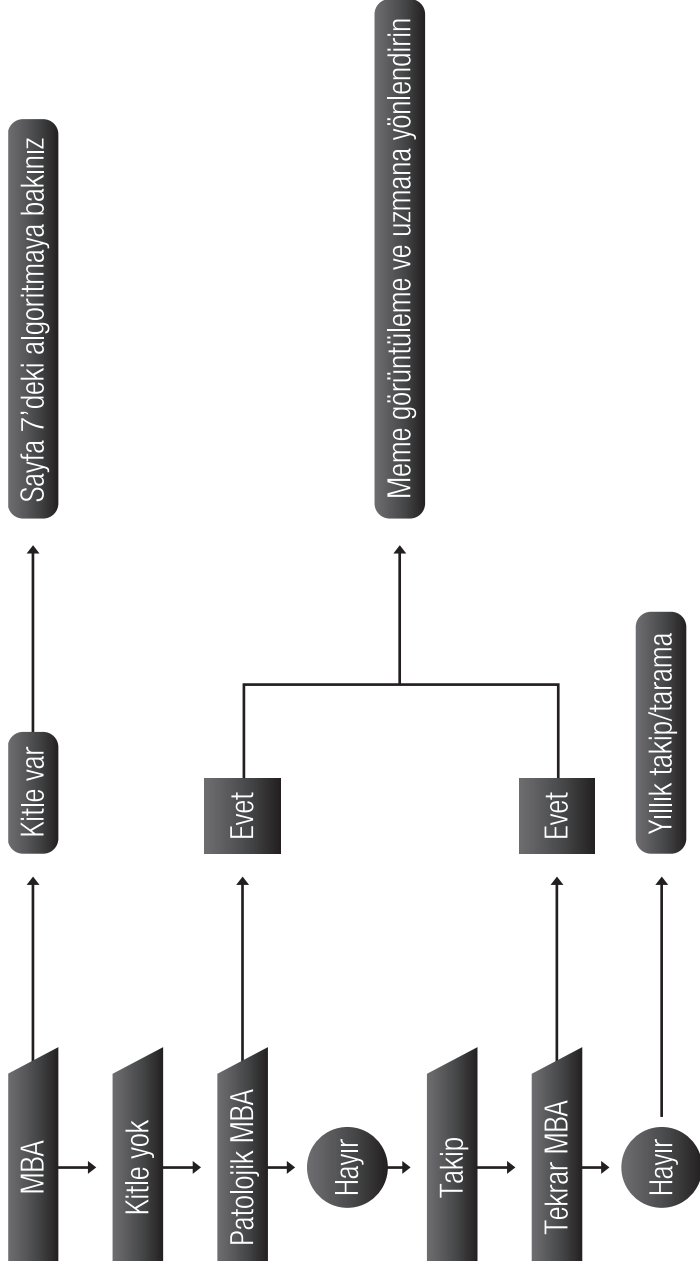 MBA
Kitle var
Sayfa 7'deki algoritmaya bakınız
Kitle yok
Patolojik MBA
Evet
Meme görüntüleme ve uzmana yönlendirin
Hayır
Takip
Tekrar MBA
Evet
Hayır
Yıllık takip/tarama